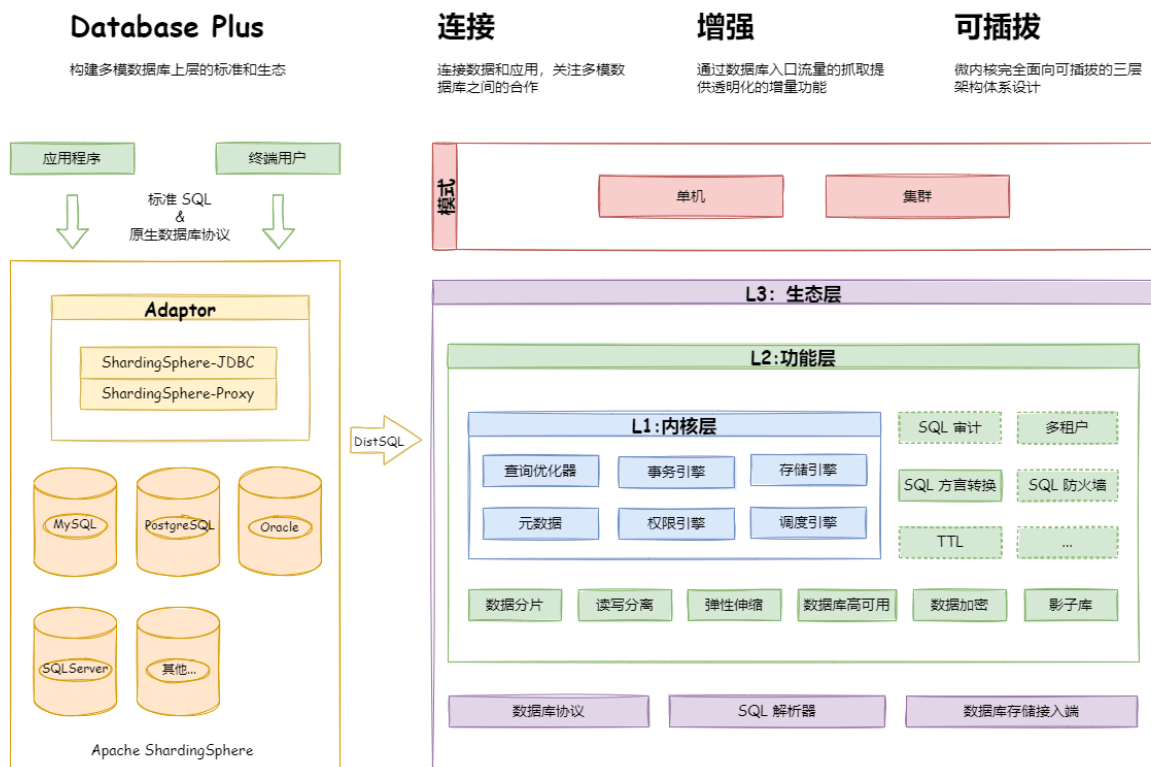 Database Plus
构建多模数据库上层的标准和生态
连接
连接数据和应用，关注多模数
据库之间的合作
增强
通过数据库入口流量的抓取提
供透明化的增量功能
可插拔
微内核完全面向可插拔的三层
架构体系设计
应用程序
终端用户
标准 SQL
&
原生数据库协议
Adaptor
ShardingSphere-JDBC
ShardingSphere-Proxy
MySQL
PostgreSQL
Oracle
SQLServer
其他...
Apache ShardingSphere
DistSQL
模式
单机
集群
L3：生态层
L2:功能层
L1:内核层
查询优化器
事务引擎
存储引擎
元数据
权限引擎
调度引擎
SQL 审计
多租户
SQL 方言转换
SQL 防火墙
TTL
...
数据分片
读写分离
弹性伸缩
数据库高可用
数据加密
影子库
数据库协议
SQL 解析器
数据库存储接入端